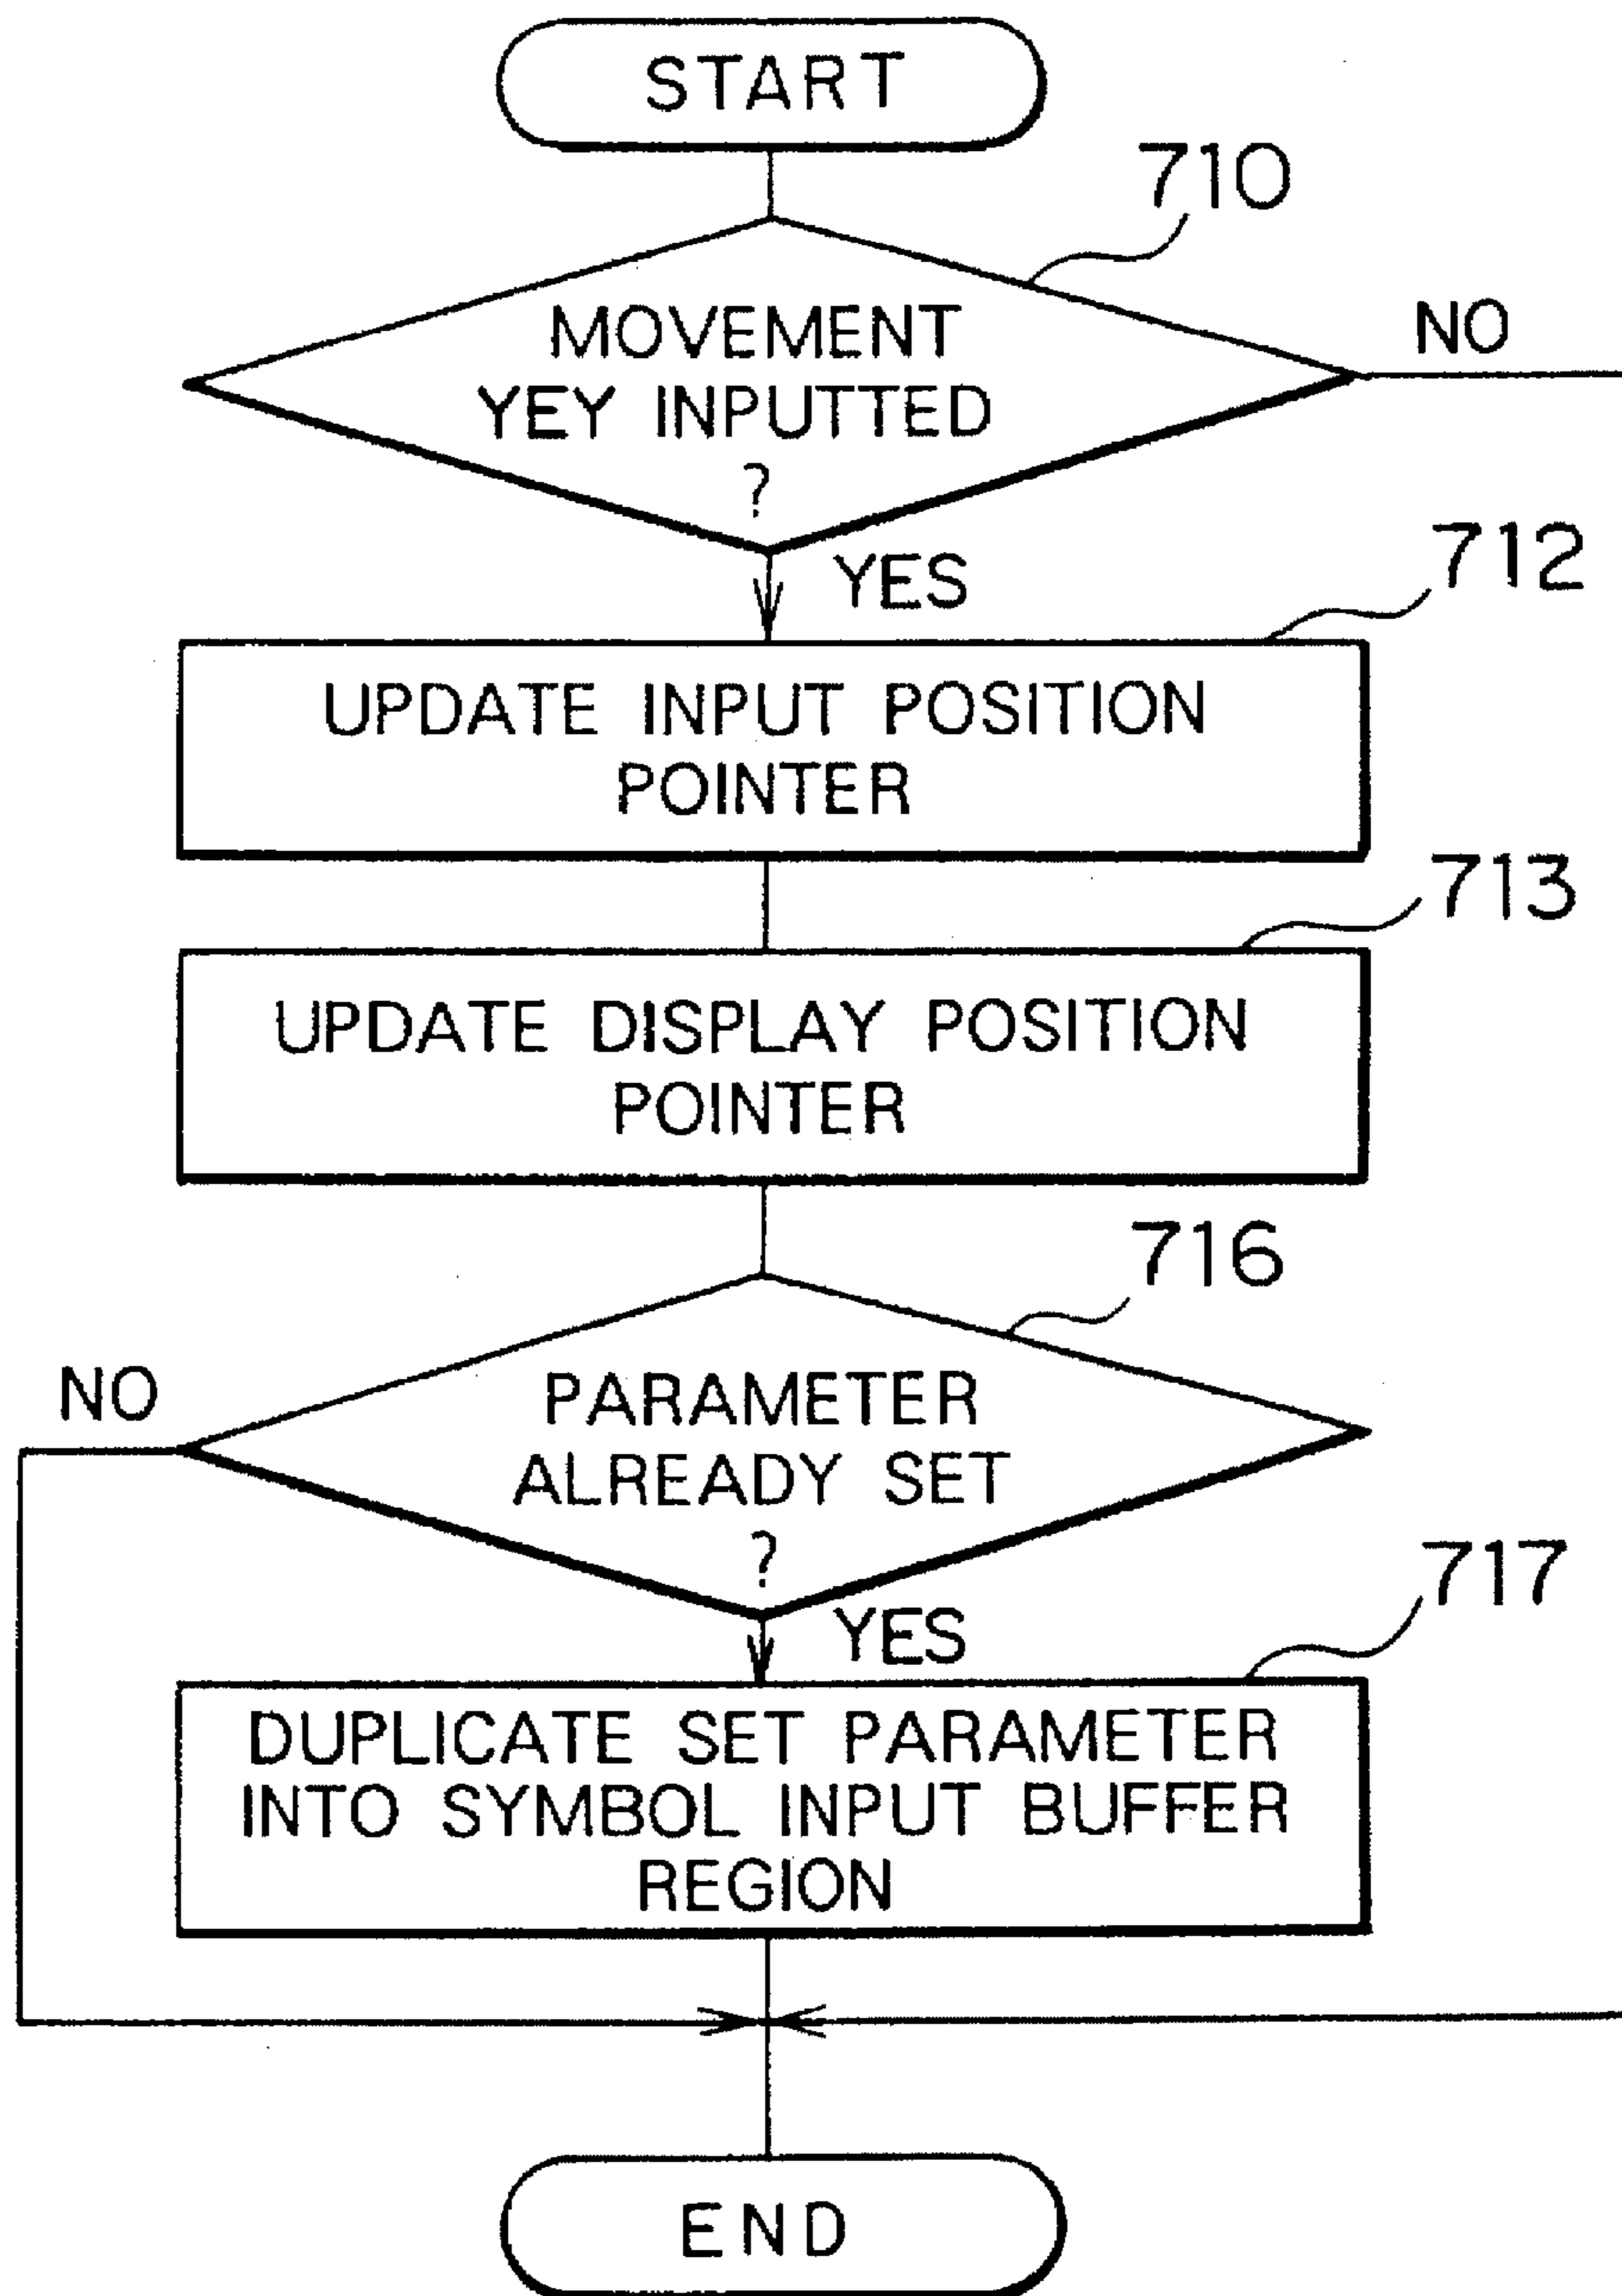 START
710
MOVEMENT
YEY INPUTTED
?
NO
YES
712
UPDATE INPUT POSITION
POINTER
713
UPDATE DISPLAY POSITION
POINTER
716
NO
PARAMETER
ALREADY SET
?
YES
717
DUPLICATE SET PARAMETER
INTO SYMBOL INPUT BUFFER
REGION
END